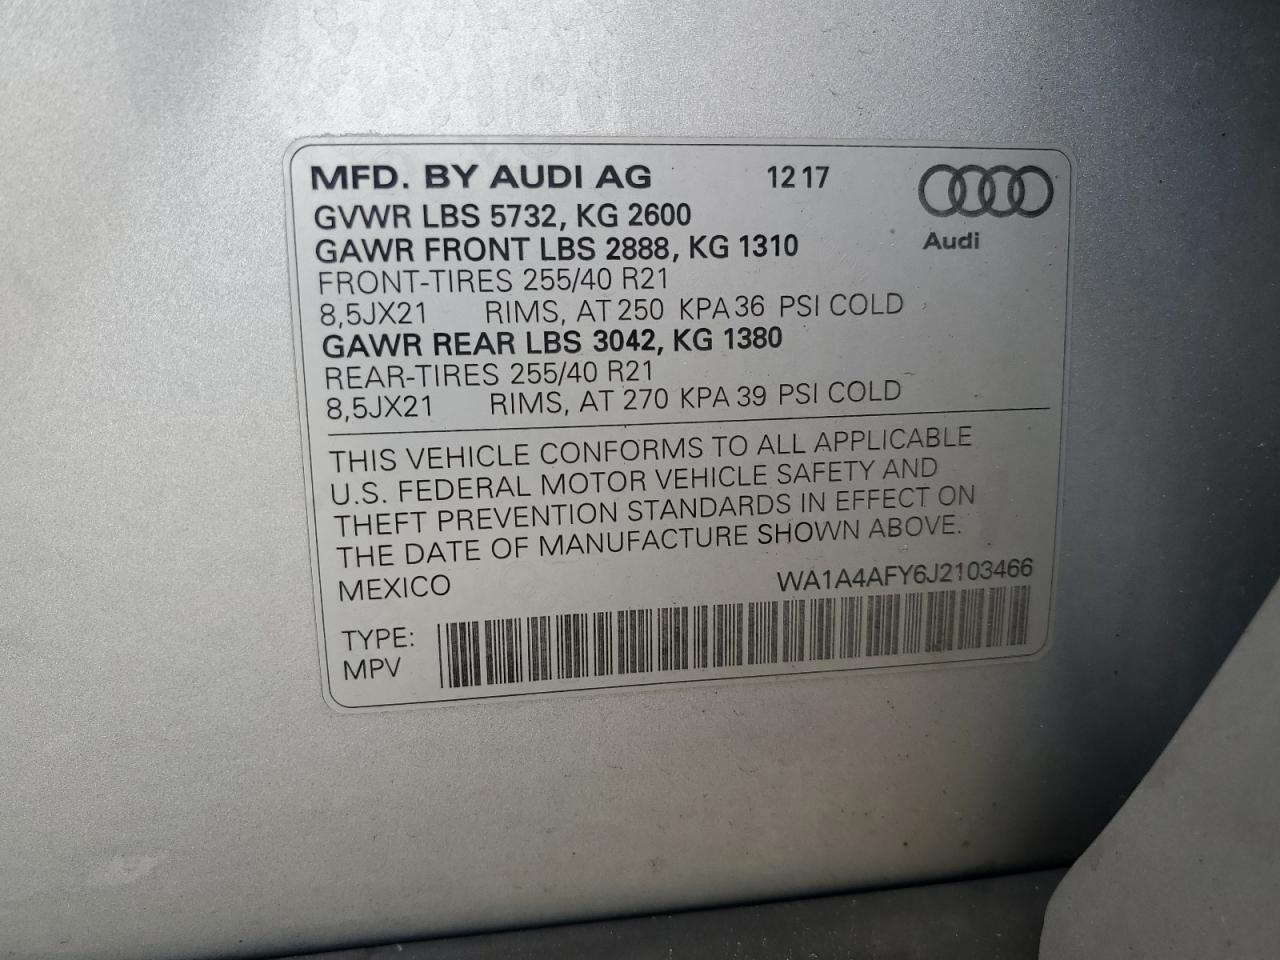 MFD. BY AUDI AG 12 17
GVWR LBS 5732, KG 2600
GAWR FRONT LBS 2888, KG 1310
Audi
FRONT-TIRES 255/40 R21
8,5JX21 RIMS, AT 250 KPA 36 PSI COLD
GAWR REAR LBS 3042, KG 1380
REAR-TIRES 255/40 R21
8,5JX21 RIMS, AT 270 KPA 39 PSI COLD
THIS VEHICLE CONFORMS TO ALL APPLICABLE
U.S. FEDERAL MOTOR VEHICLE SAFETY AND
THEFT PREVENTION STANDARDS IN EFFECT ON
THE DATE OF MANUFACTURE SHOWN ABOVE.
MEXICO WA1A4AFY6J2103466
TYPE:
MPV